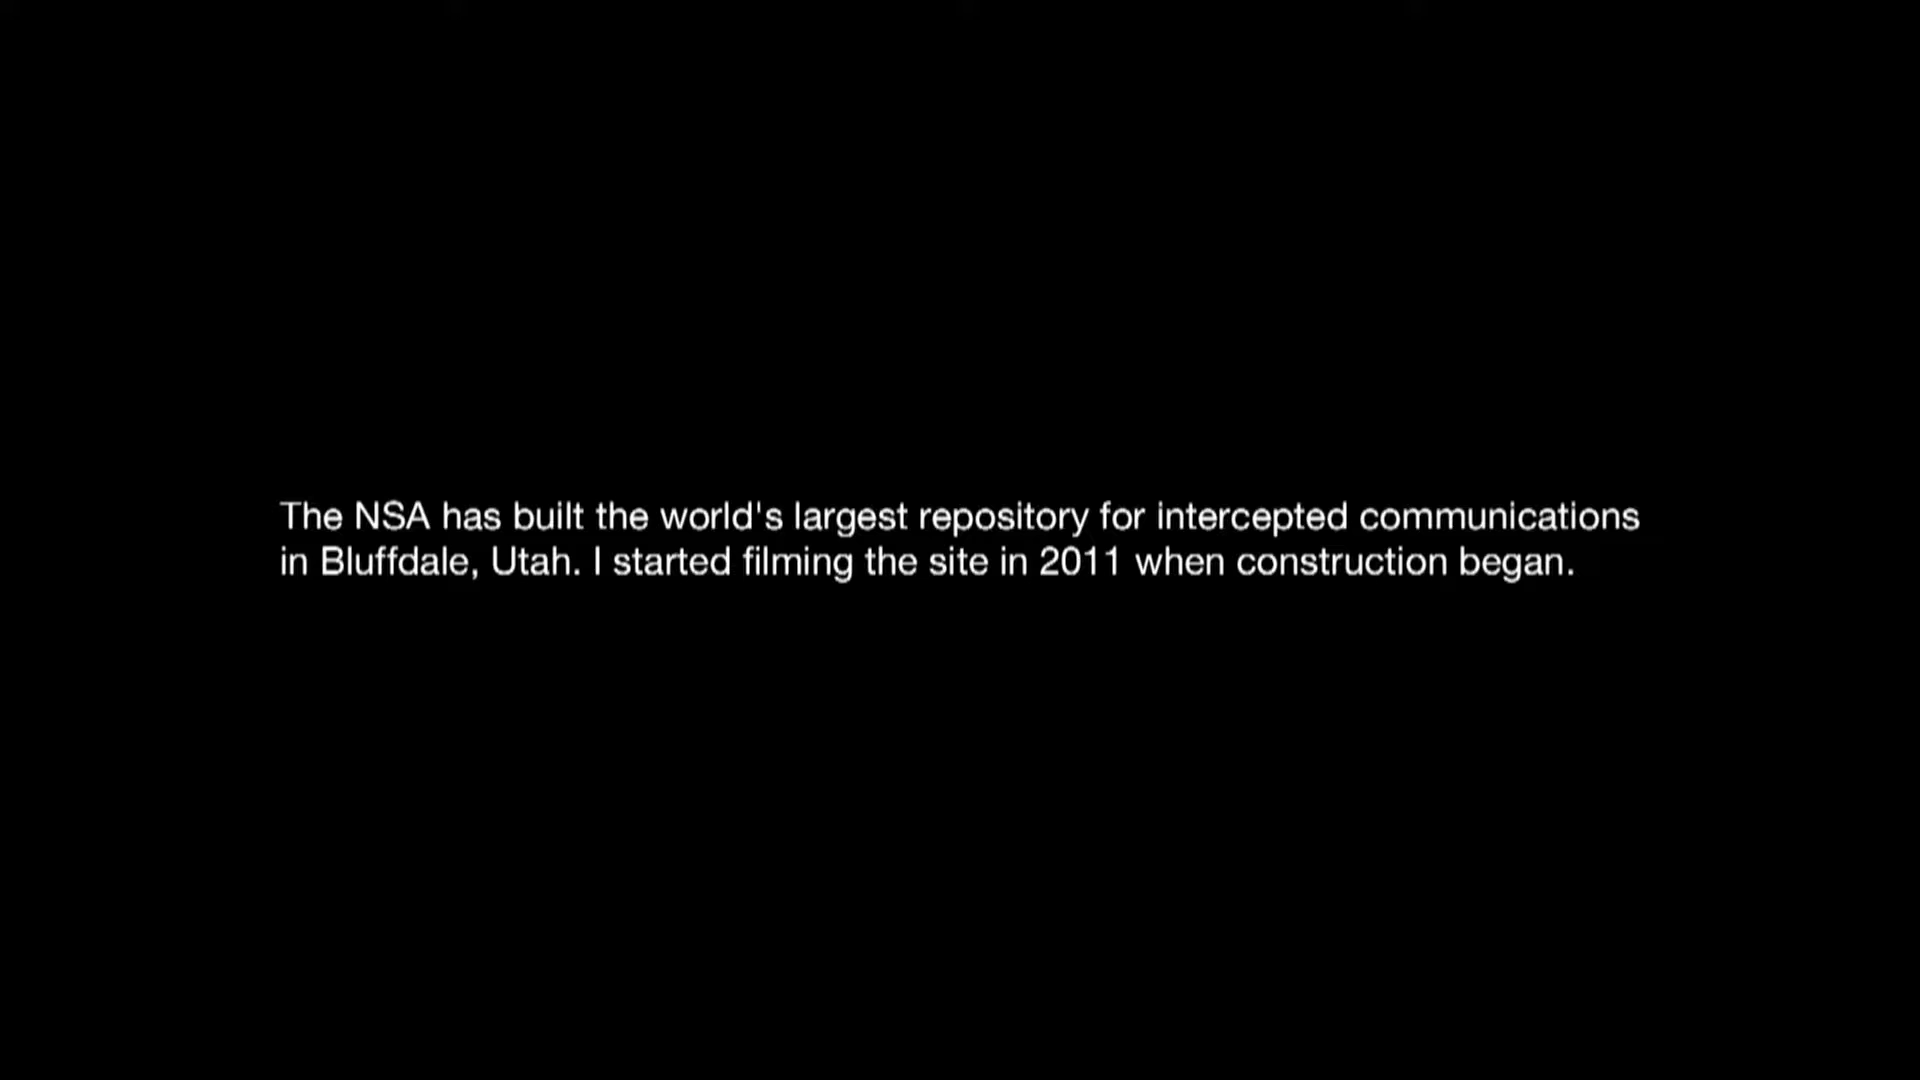 The NSA has built the world's largest repository for intercepted communications
in Bluffdale, Utah. I started filming the site in 2011 when construction began.